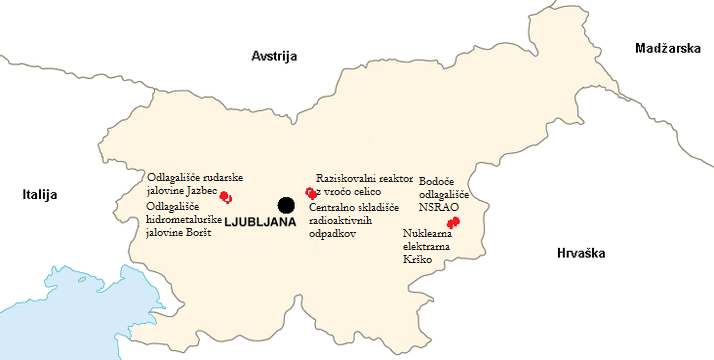 Avstrija
Madžarska
Italija
Hrvaška
Odlagališče rudarske
jalovine Jazbec
Odlagališče
hidrometalurške
jalovine Boršt
LJUBLJANA
Raziskovalni reaktor
z vročo celico
Centralno skladišče
radioaktivnih
odpadkov
Bodoče
odlagališče
NSRAO
Nuklearna
elektrarna
Krško